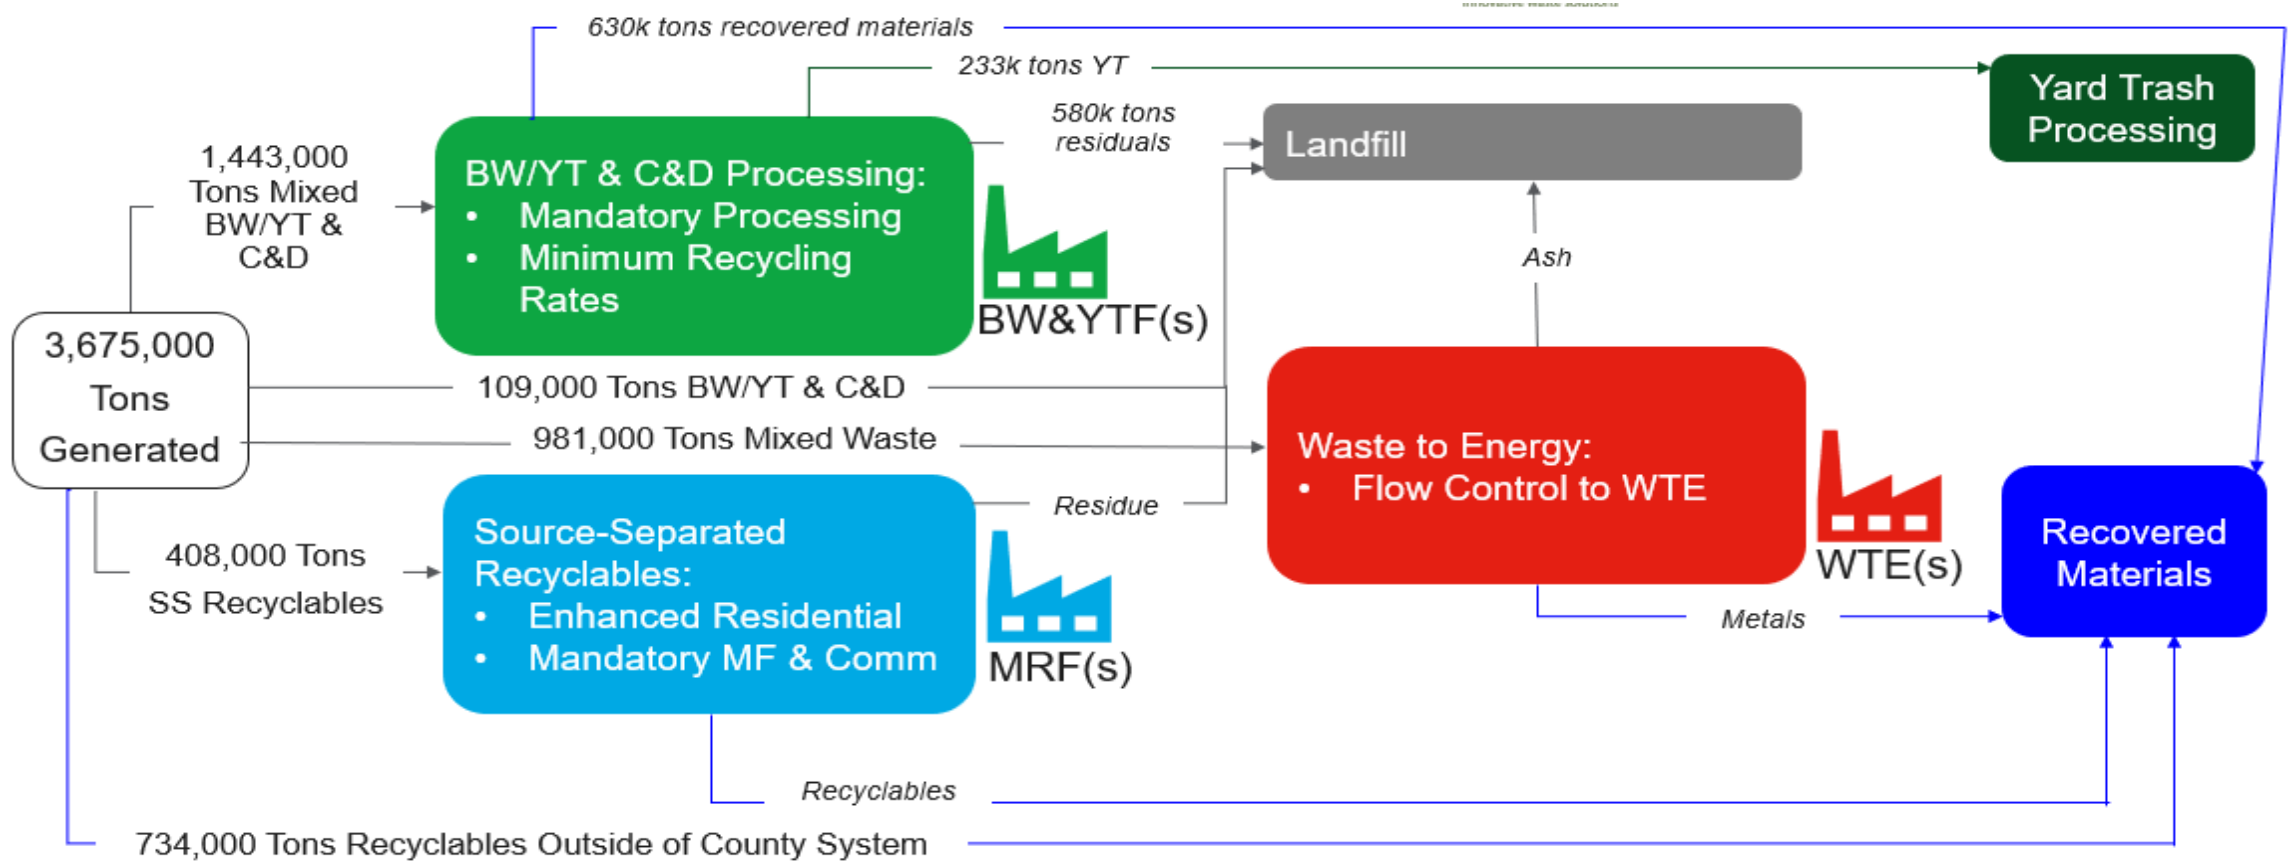 630k tons recovered materials
233k tons YT
Yard Trash
Processing
580k tons
residuals
Landfill
1,443,000
Tons Mixed
BW/YT &
C&D
BW/YT & C&D Processing:
• Mandatory Processing
• Minimum Recycling
Rates
BW&YTF(s)
Ash
3,675,000
Tons
Generated
109,000 Tons BW/YT & C&D
981,000 Tons Mixed Waste
Waste to Energy:
• Flow Control to WTE
WTE(s)
Residue
408,000 Tons
SS Recyclables
Source-Separated
Recyclables:
• Enhanced Residential
• Mandatory MF & Comm
MRF(s)
Recovered
Materials
Metals
Recyclables
734,000 Tons Recyclables Outside of County System